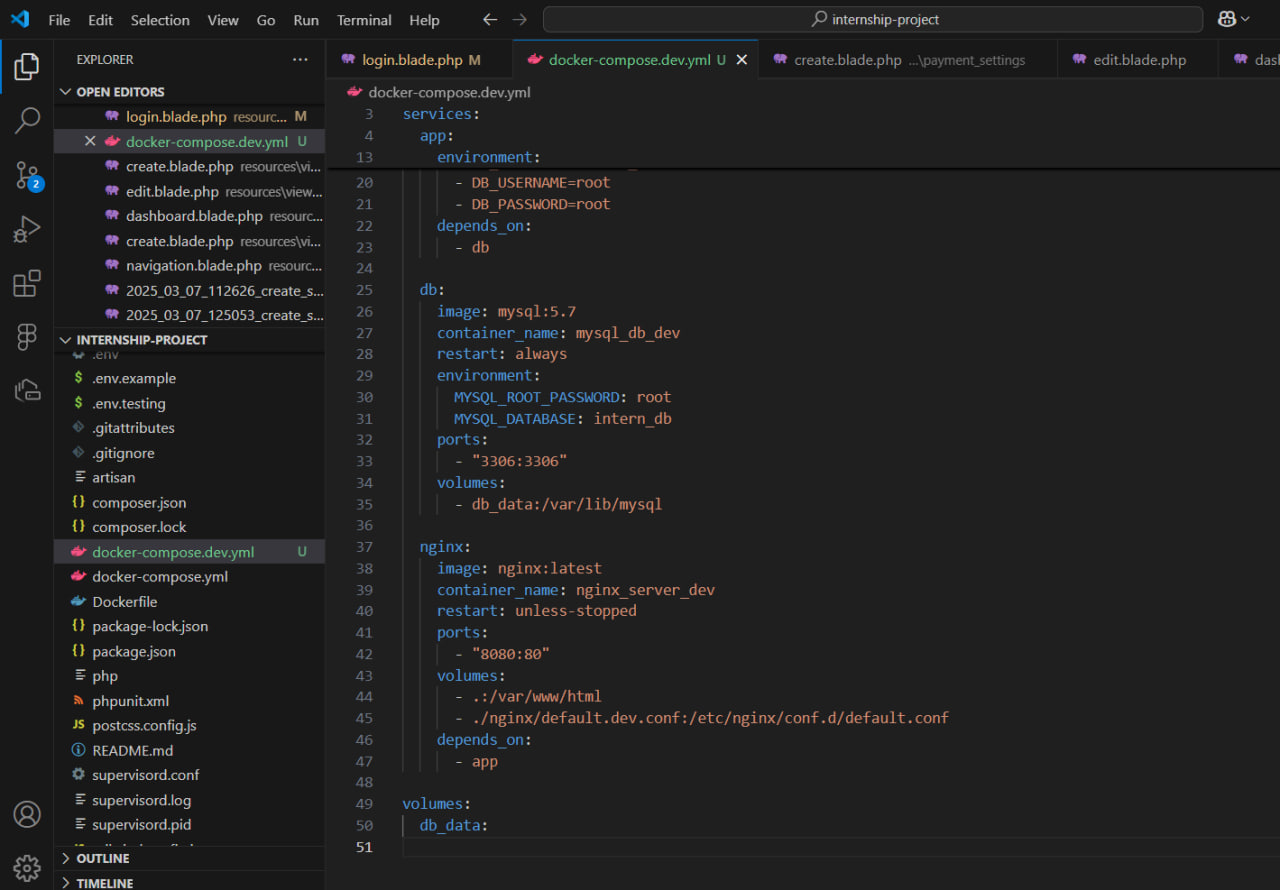 File Edit Selection View Go Run Terminal Help
internship-project
EXPLORER
OPEN EDITORS
login.blade.php resourc... M
docker-compose.dev.yml U
create.blade.php resources\vi...
edit.blade.php resources\view...
dashboard.blade.php resourc...
create.blade.php resources\vi...
navigation.blade.php resourc...
2025_03_07_112626_create_s...
2025_03_07_125053_create_s...
INTERNSHIP-PROJECT
.env
$ .env.example
$ .env.testing
.gitattributes
.gitignore
artisan
{} composer.json
{} composer.lock
docker-compose.dev.yml U
docker-compose.yml
Dockerfile
{} package-lock.json
{} package.json
php
phpunit.xml
JS postcss.config.js
README.md
supervisord.conf
supervisord.log
supervisord.pid
OUTLINE
TIMELINE
2
login.blade.php M
docker-compose.dev.yml U
create.blade.php ...\payment_settings
edit.blade.php
das
docker-compose.dev.yml
3 services:
4 app:
13 environment:
20 - DB_USERNAME=root
21 - DB_PASSWORD=root
22 depends_on:
23 - db
24
25 db:
26 image: mysql:5.7
27 container_name: mysql_db_dev
28 restart: always
29 environment:
30 MYSQL_ROOT_PASSWORD: root
31 MYSQL_DATABASE: intern_db
32 ports:
33 - "3306:3306"
34 volumes:
35 - db_data:/var/lib/mysql
36
37 nginx:
38 image: nginx:latest
39 container_name: nginx_server_dev
40 restart: unless-stopped
41 ports:
42 - "8080:80"
43 volumes:
44 - .:/var/www/html
45 - ./nginx/default.dev.conf:/etc/nginx/conf.d/default.conf
46 depends_on:
47 - app
48
49 volumes:
50 db_data:
51